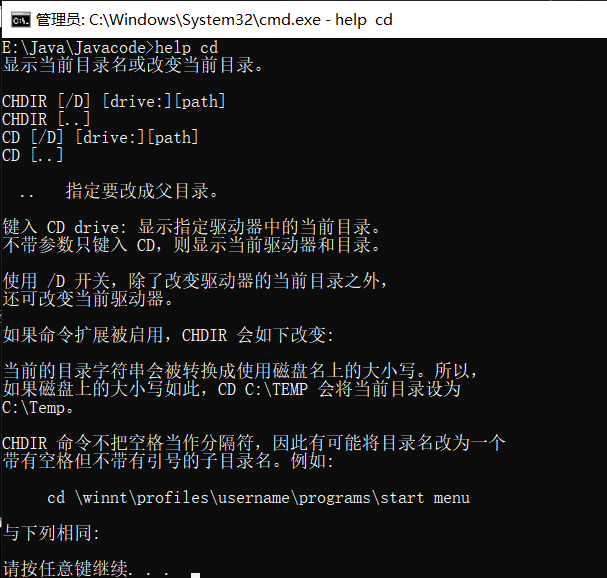 管理员: C:\Windows\System32\cmd.exe - help  cd
E:\Java\Javacode>help cd
显示当前目录名或改变当前目录。
CHDIR [/D] [drive:][path]
CHDIR [..]
CD [/D] [drive:][path]
CD [..]
  ..   指定要改成父目录。
键入 CD drive: 显示指定驱动器中的当前目录。
不带参数只键入 CD，则显示当前驱动器和目录。
使用 /D 开关，除了改变驱动器的当前目录之外，
还可改变当前驱动器。
如果命令扩展被启用，CHDIR 会如下改变:
当前的目录字符串会被转换成使用磁盘名上的大小写。所以，
如果磁盘上的大小写如此，CD C:\TEMP 会将当前目录设为
C:\Temp。
CHDIR 命令不把空格当作分隔符，因此有可能将目录名改为一个
带有空格但不带有引号的子目录名。例如:
     cd \winnt\profiles\username\programs\start menu
与下列相同:
请按任意键继续. . .